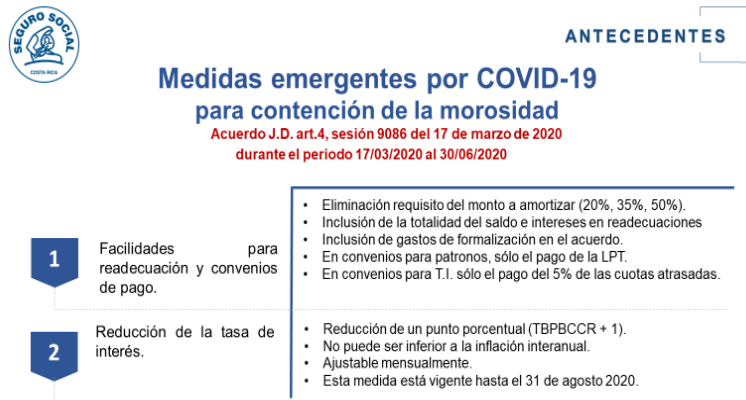 SEGURO SOCIAL
COSTA RICA
ANTECEDENTES
Medidas emergentes por COVID-19
para contención de la morosidad
Acuerdo J.D. art.4, sesión 9086 del 17 de marzo de 2020
durante el periodo 17/03/2020 al 30/06/2020
1
Facilidades para
readecuación y convenios
de pago.
• Eliminación requisito del monto a amortizar (20%, 35%, 50%).
• Inclusión de la totalidad del saldo e intereses en readecuaciones
• Inclusión de gastos de formalización en el acuerdo.
• En convenios para patronos, sólo el pago de la LPT.
• En convenios para T.I. sólo el pago del 5% de las cuotas atrasadas.
2
Reducción de la tasa de
interés.
• Reducción de un punto porcentual (TBPBCCR + 1).
• No puede ser inferior a la inflación interanual.
• Ajustable mensualmente.
• Esta medida está vigente hasta el 31 de agosto 2020.